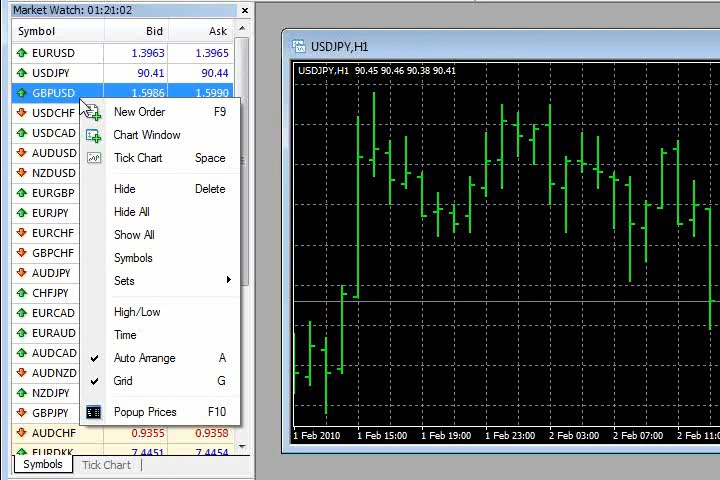 Market Watch: 01:21:02
Symbol Bid Ask
EURUSD 1.3963 1.3965
USDJPY 90.41 90.44
GBPUSD 1.5986 1.5990
USDCHF
USDCAD
AUDUSD
NZDUSD
EURGBP
EURJPY
EURCHF
GBPCHF
AUDJPY
CHFJPY
EURCAD
EURAUD
AUDCAD
AUDNZD
NZDJPY
GBPJPY
AUDCHF 0.9355 0.9358
EURDKK 7.4451 7.4454
Symbols Tick Chart
New Order F9
Chart Window
Tick Chart Space
Hide Delete
Hide All
Show All
Symbols
Sets
High/Low
Time
Auto Arrange A
Grid G
Popup Prices F10
USDJPY,H1
USDJPY,H1 90.45 90.46 90.38 90.41
1 Feb 2010 1 Feb 15:00 1 Feb 19:00 1 Feb 23:00 2 Feb 03:00 2 Feb 07:00 2 Feb 11: